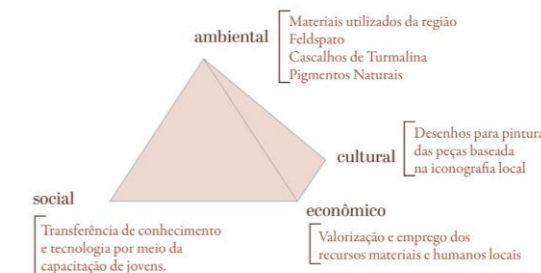 ambiental
Materiais utilizados da região
Feldspato
Cascalhos de Turmalina
Pigmentos Naturais
cultural
Desenhos para pintura
das peças baseada
na iconografia local
social
Transferência de conhecimento
e tecnologia por meio da
capacitação de jovens.
econômico
Valorização e emprego dos
recursos materiais e humanos locais